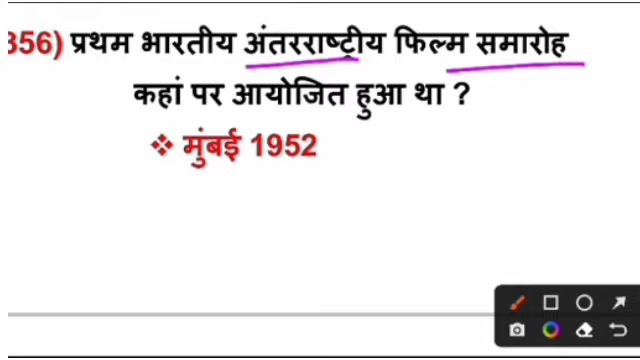 356) प्रथम भारतीय अंतरराष्ट्रीय फिल्म समारोह
कहां पर आयोजित हुआ था ?
❖ मुंबई 1952